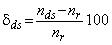 δ_ds = (n_ds − n_r) / n_r 100